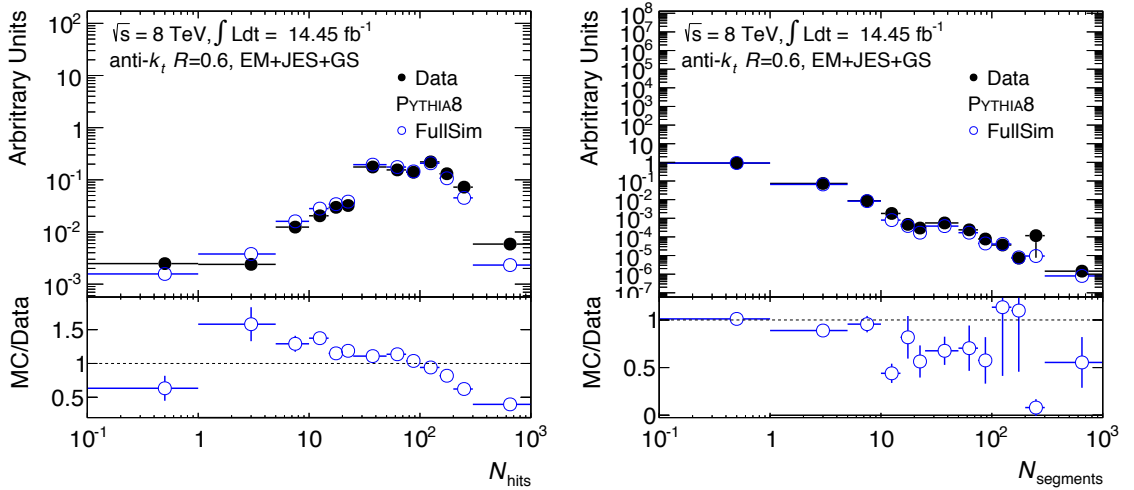 Arbritrary Units
10²
10
1
10⁻¹
10⁻²
10⁻³
√s = 8 TeV, ∫ Ldt = 14.45 fb⁻¹
anti-kₜ R=0.6, EM+JES+GS
Data
PYTHIA8
FullSim
MC/Data
1.5
1
0.5
10⁻¹ 1 10 10² 10³
N_hits
Arbritrary Units
10⁸
10⁷
10⁶
10⁵
10⁴
10³
10²
10
1
10⁻¹
10⁻²
10⁻³
10⁻⁴
10⁻⁵
10⁻⁶
10⁻⁷
√s = 8 TeV, ∫ Ldt = 14.45 fb⁻¹
anti-kₜ R=0.6, EM+JES+GS
Data
PYTHIA8
FullSim
MC/Data
1
0.5
0
10⁻¹ 1 10 10² 10³
N_segments